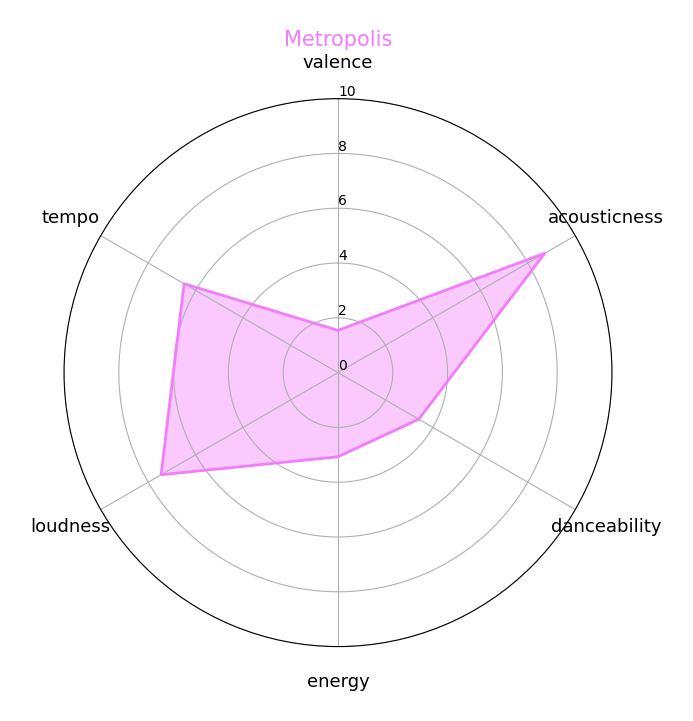 Metropolis
valence
10
8
6
4
2
0
tempo
acousticness
loudness
danceability
energy